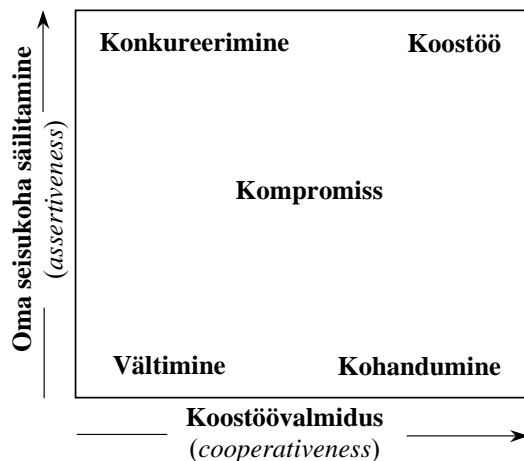 Konkureerimine
Koostöö
Kompromiss
Vältimine
Kohandumine
Oma seisukoha säilitamine
(assertiveness)
Koostöövalmidus
(cooperativeness)